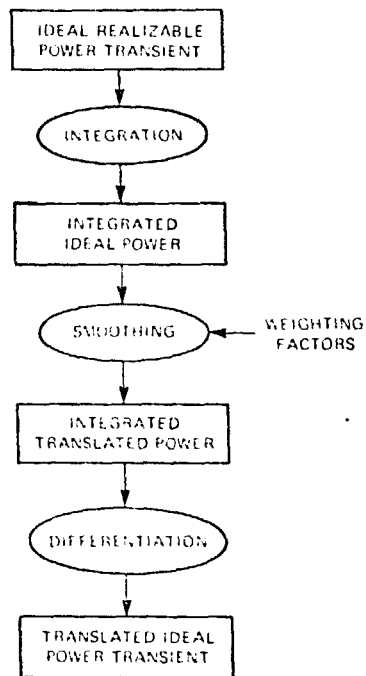 IDEAL REALIZABLE
POWER TRANSIENT
INTEGRATION
INTEGRATED
IDEAL POWER
SMOOTHING
WEIGHTING
FACTORS
INTEGRATED
TRANSLATED POWER
DIFFERENTIATION
TRANSLATED IDEAL
POWER TRANSIENT